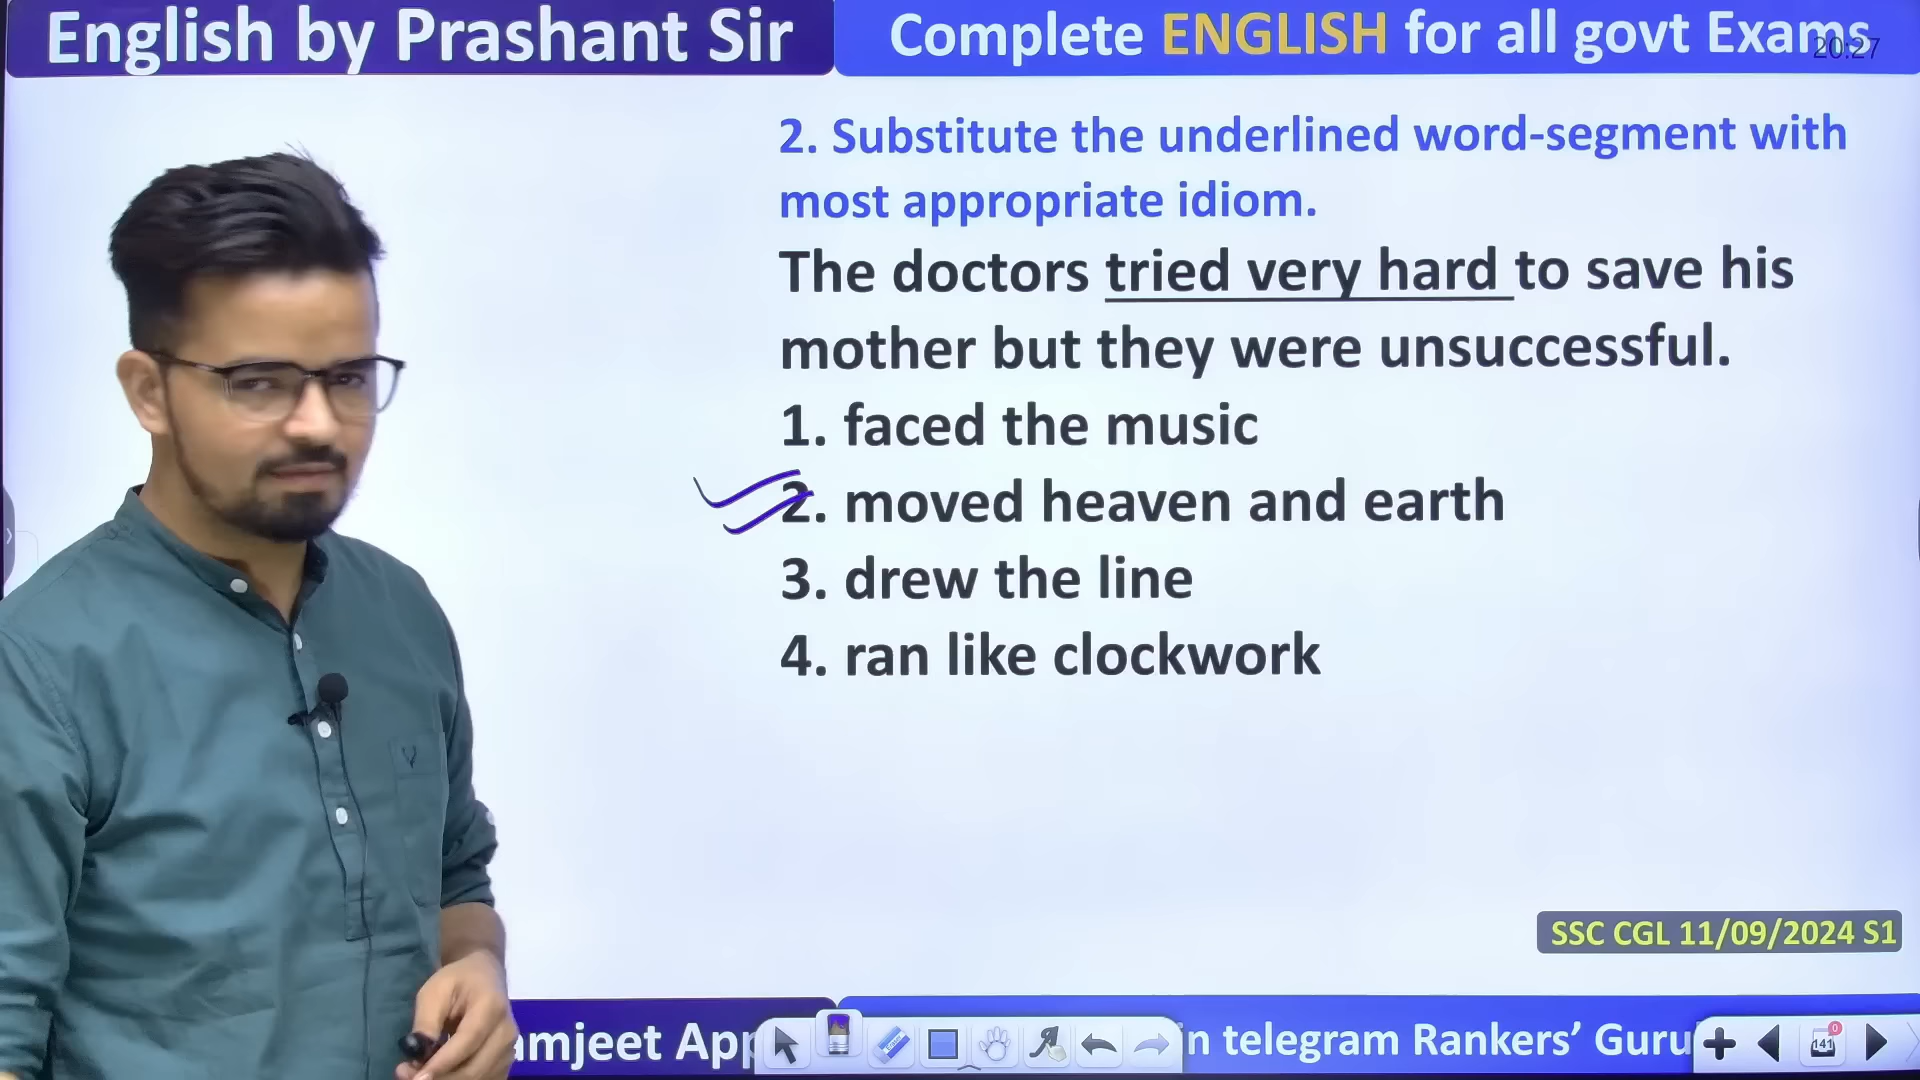 English by Prashant Sir
Complete ENGLISH for all govt Exams
20:27
2. Substitute the underlined word-segment with
most appropriate idiom.
The doctors tried very hard to save his
mother but they were unsuccessful.
1. faced the music
2. moved heaven and earth
3. drew the line
4. ran like clockwork
SSC CGL 11/09/2024 S1
amjeet App
in telegram Rankers’ Guru
0
141